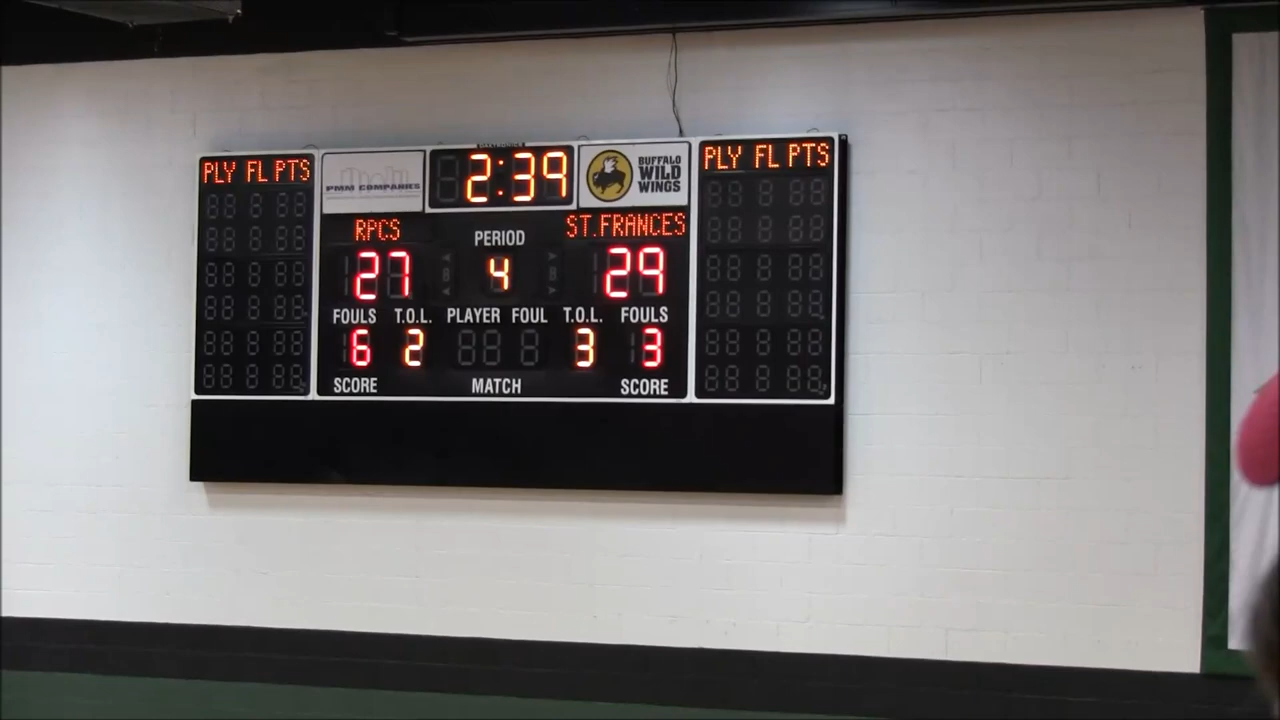 PLY FL PTS
PMM COMPANIES
DAKTRONICS
2:39
BUFFALO
WILD
WINGS
PLY FL PTS
RPCS
PERIOD
ST.FRANCES
27
4
29
FOULS T.O.L. PLAYER FOUL T.O.L. FOULS
6 2 3 3
SCORE MATCH SCORE